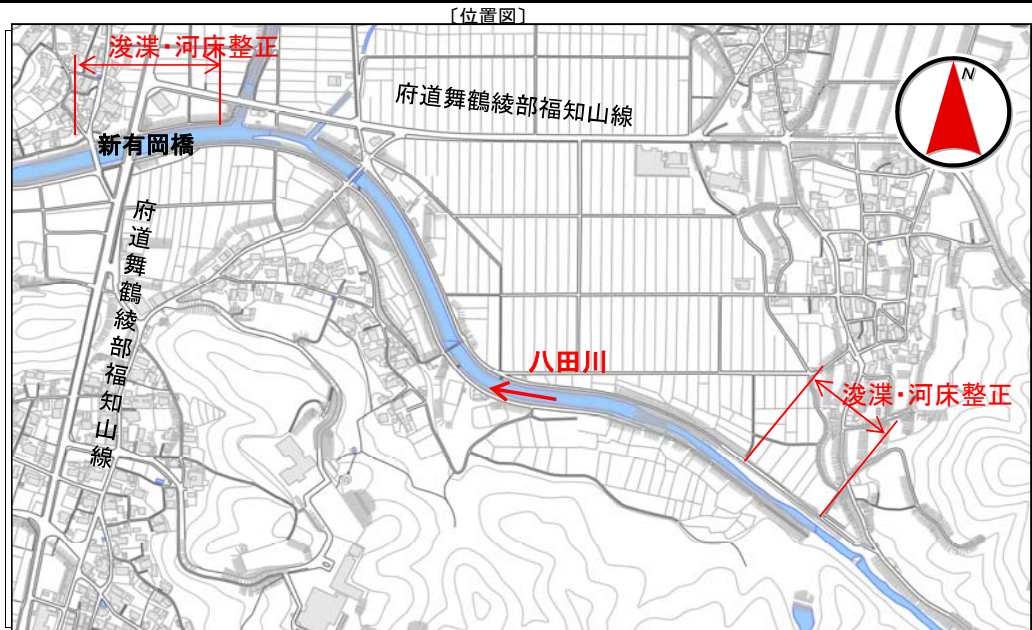 〔位置図〕
浚渫・河床整正
N
府道舞鶴綾部福知山線
新有岡橋
府道舞鶴綾部福知山線
八田川
浚渫・河床整正